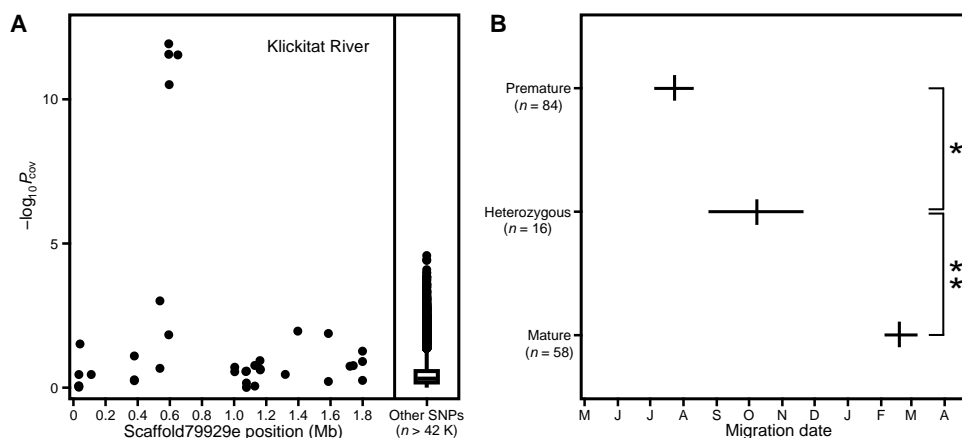 A
Klickitat River
10
5
0
−log10Pcov
0 0.2 0.4 0.6 0.8 1.0 1.2 1.4 1.6 1.8
Scaffold79929e position (Mb)
Other SNPs
(n > 42 K)
B
Premature
(n = 84)
*
Heterozygous
(n = 16)
**
Mature
(n = 58)
M J J A S O N D J F M A
Migration date